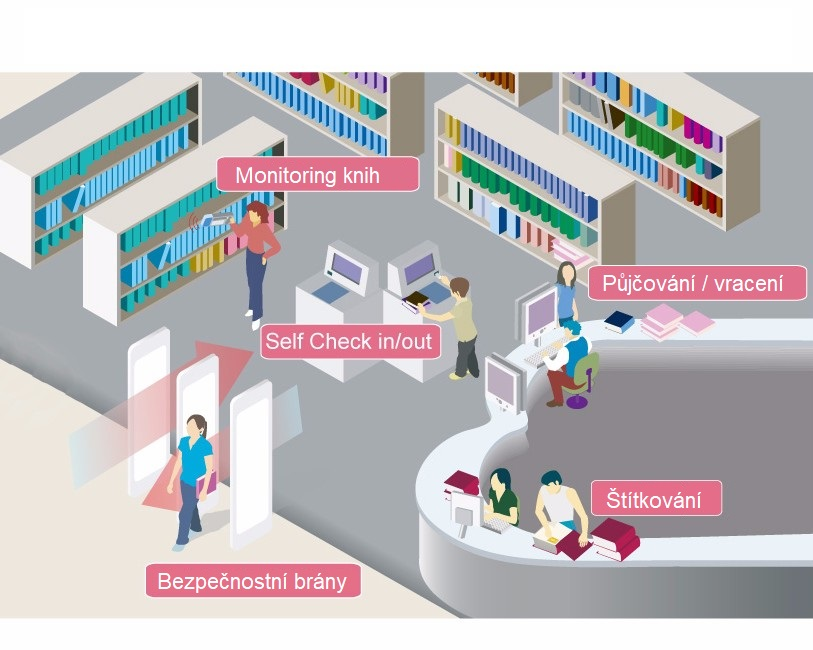 Monitoring knih
Půjčování / vracení
Self Check in/out
Štítkování
Bezpečnostní brány